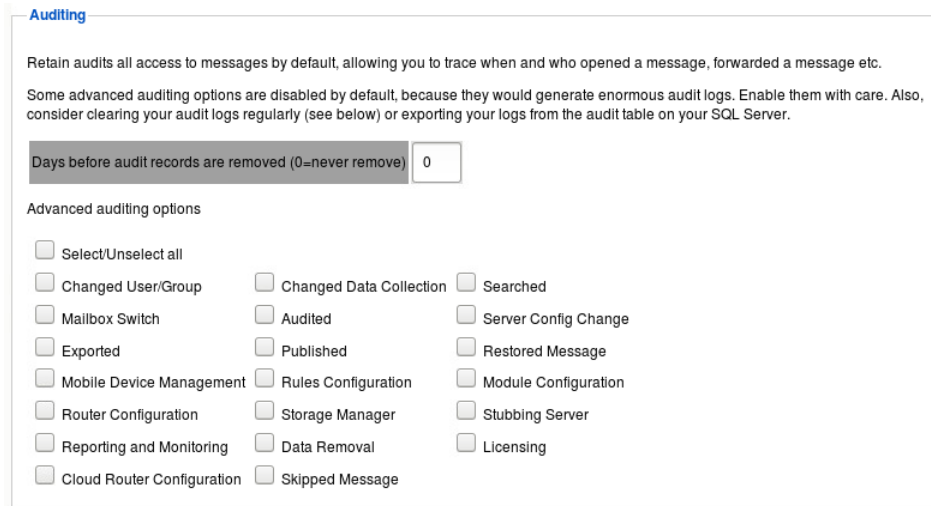 Auditing
Retain audits all access to messages by default, allowing you to trace when and who opened a message, forwarded a message etc.
Some advanced auditing options are disabled by default, because they would generate enormous audit logs. Enable them with care. Also,
consider clearing your audit logs regularly (see below) or exporting your logs from the audit table on your SQL Server.
Days before audit records are removed (0=never remove) 0
Advanced auditing options
Select/Unselect all
Changed User/Group Changed Data Collection Searched
Mailbox Switch Audited Server Config Change
Exported Published Restored Message
Mobile Device Management Rules Configuration Module Configuration
Router Configuration Storage Manager Stubbing Server
Reporting and Monitoring Data Removal Licensing
Cloud Router Configuration Skipped Message